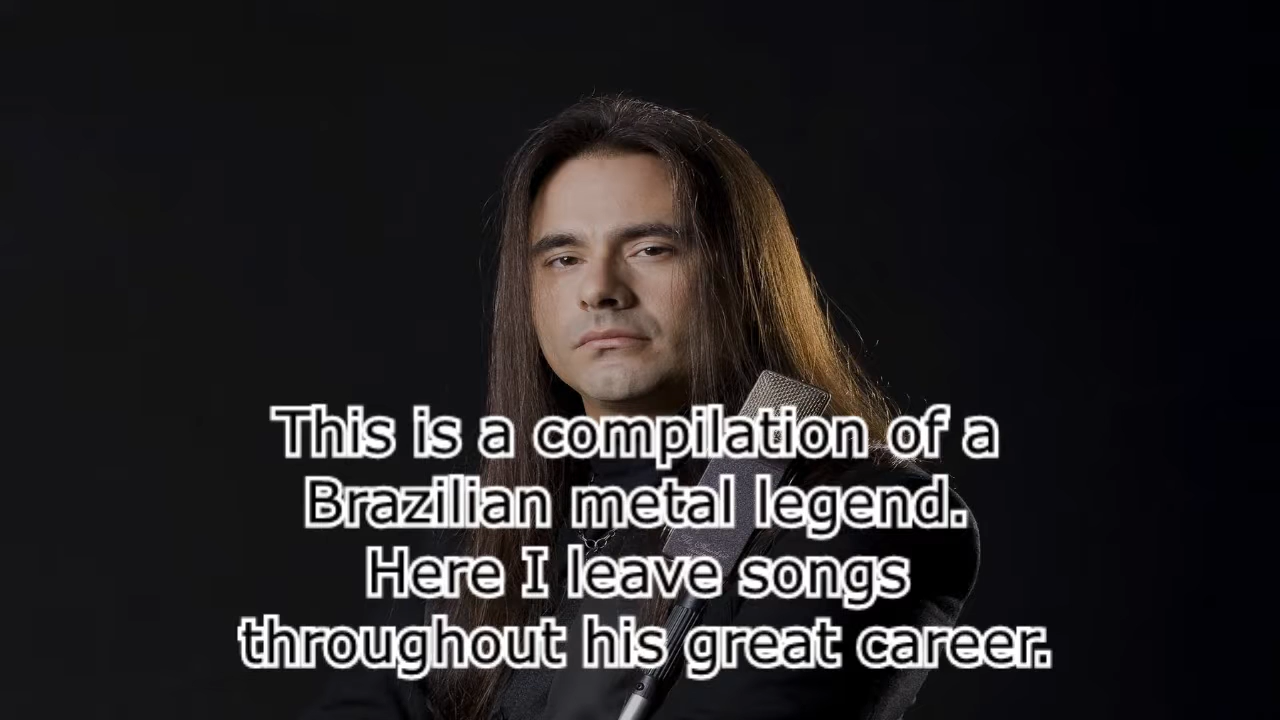 This is a compilation of a
Brazilian metal legend.
Here I leave songs
throughout his great career.